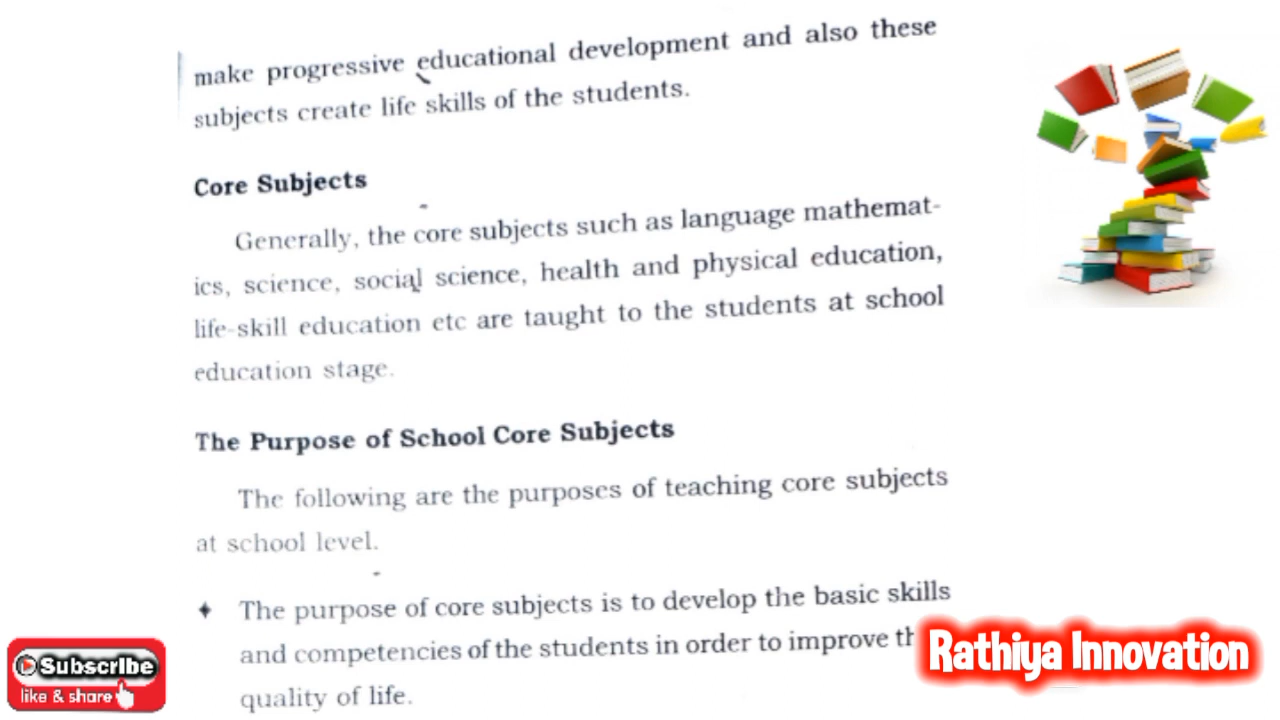 make progressive educational development and also these
subjects create life skills of the students.
Core Subjects
Generally, the core subjects such as language mathemat-
ics, science, social science, health and physical education,
life-skill education etc are taught to the students at school
education stage.
The Purpose of School Core Subjects
The following are the purposes of teaching core subjects
at school level.
The purpose of core subjects is to develop the basic skills
and competencies of the students in order to improve
quality of life.
Subscribe
like & share
Rathiya Innovation